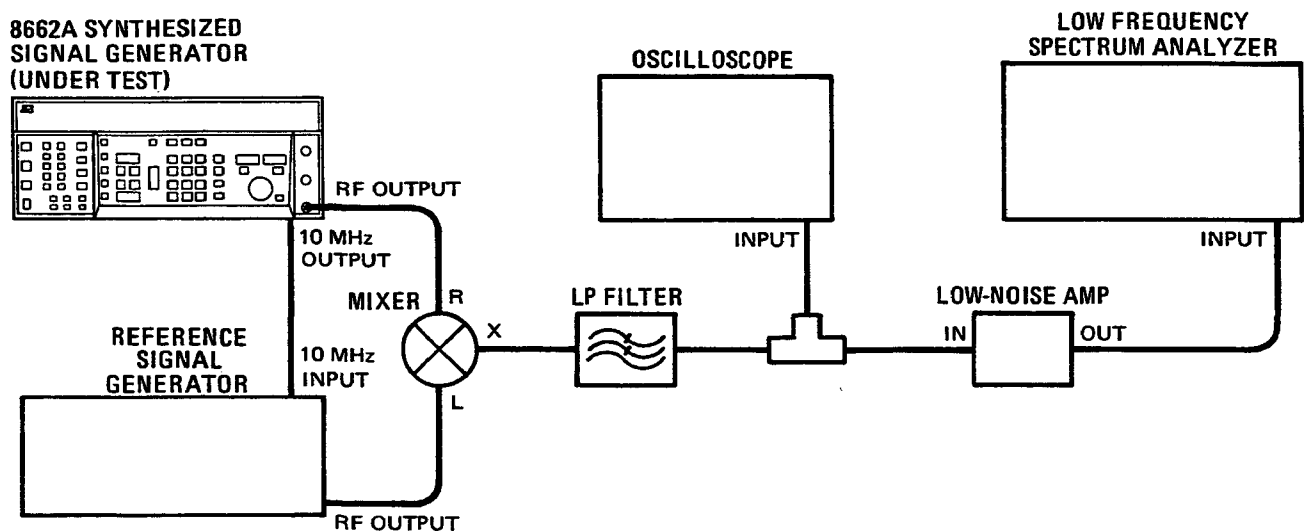 8662A SYNTHESIZED
SIGNAL GENERATOR
(UNDER TEST)
OSCILLOSCOPE
LOW FREQUENCY
SPECTRUM ANALYZER
RF OUTPUT
10 MHz
OUTPUT
INPUT
INPUT
MIXER
R
X
L
LP FILTER
LOW-NOISE AMP
IN
OUT
REFERENCE
SIGNAL
GENERATOR
10 MHz
INPUT
RF OUTPUT